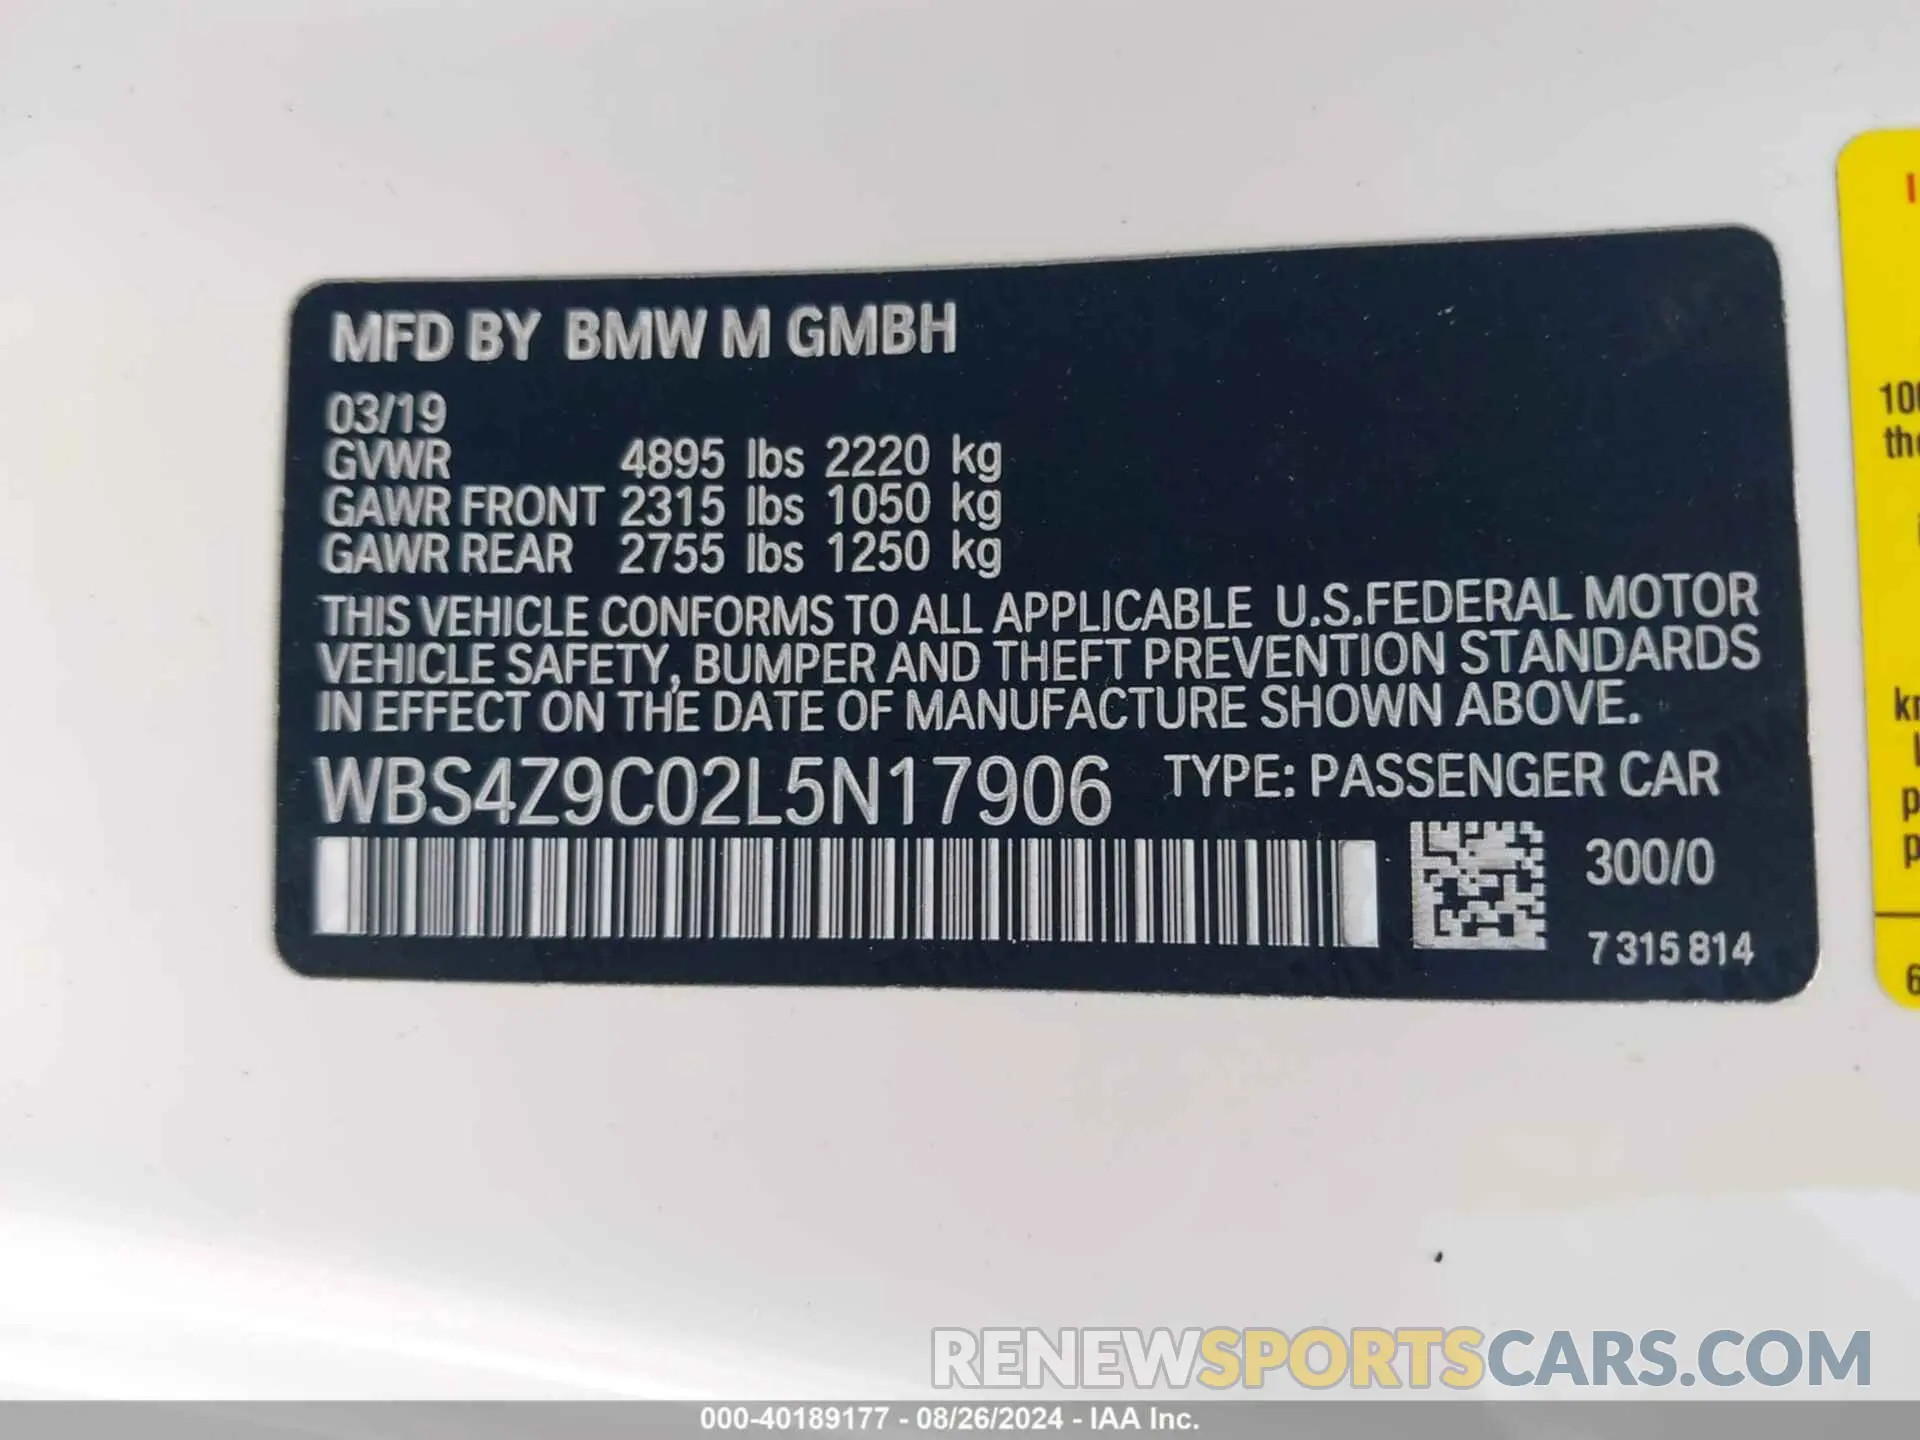 MFD BY BMW M GMBH
03/19
GVWR 4895 lbs 2220 kg
GAWR FRONT 2315 lbs 1050 kg
GAWR REAR 2755 lbs 1250 kg
THIS VEHICLE CONFORMS TO ALL APPLICABLE U.S.FEDERAL MOTOR
VEHICLE SAFETY, BUMPER AND THEFT PREVENTION STANDARDS
IN EFFECT ON THE DATE OF MANUFACTURE SHOWN ABOVE.
WBS4Z9C02L5N17906 TYPE: PASSENGER CAR
300/0
7 315 814
RENEWSPORTSCARS.COM
000-40189177 - 08/26/2024 - IAA Inc.